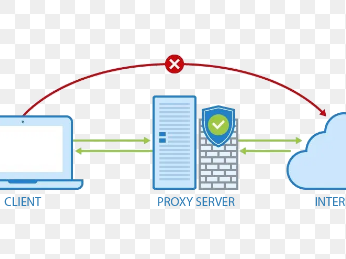 CLIENT
PROXY SERVER
INTER